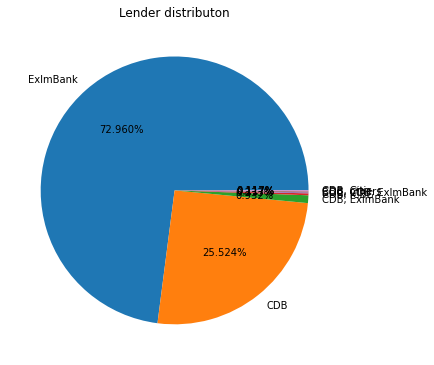 Lender distributon
ExImBank
72.960%
CDB, ExImBank
0.932%
25.524%
CDB